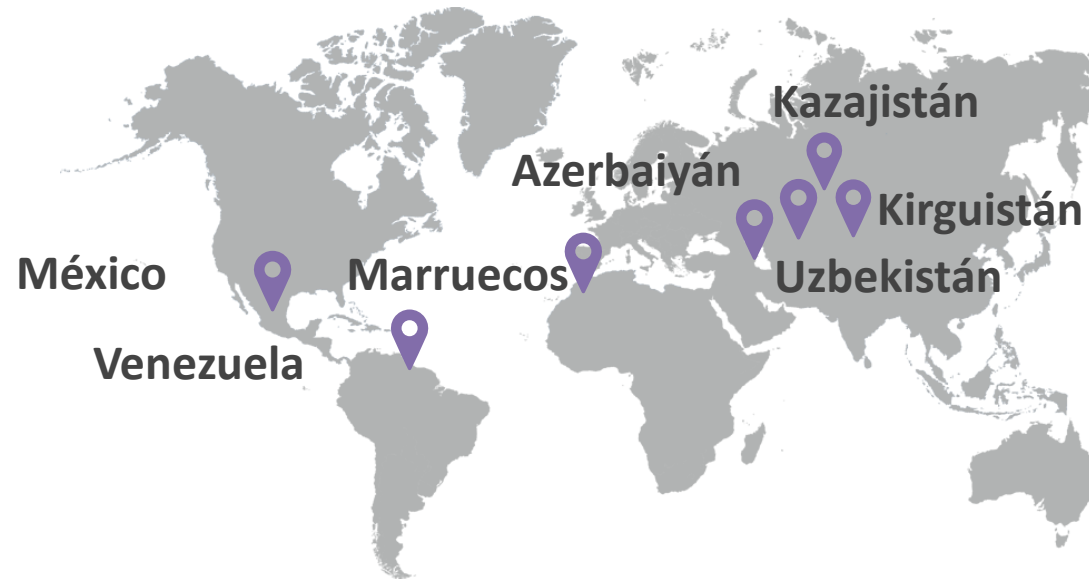 Kazajistán
Azerbaiyán
Kirguistán
México
Marruecos
Uzbekistán
Venezuela